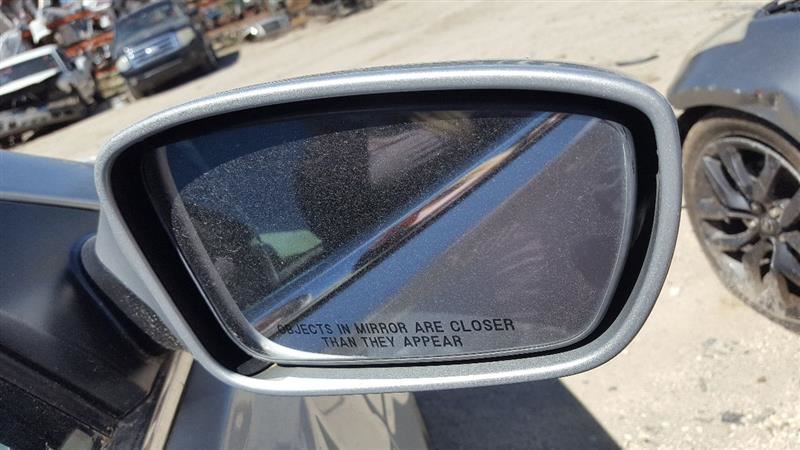 OBJECTS IN MIRROR ARE CLOSER
THAN THEY APPEAR